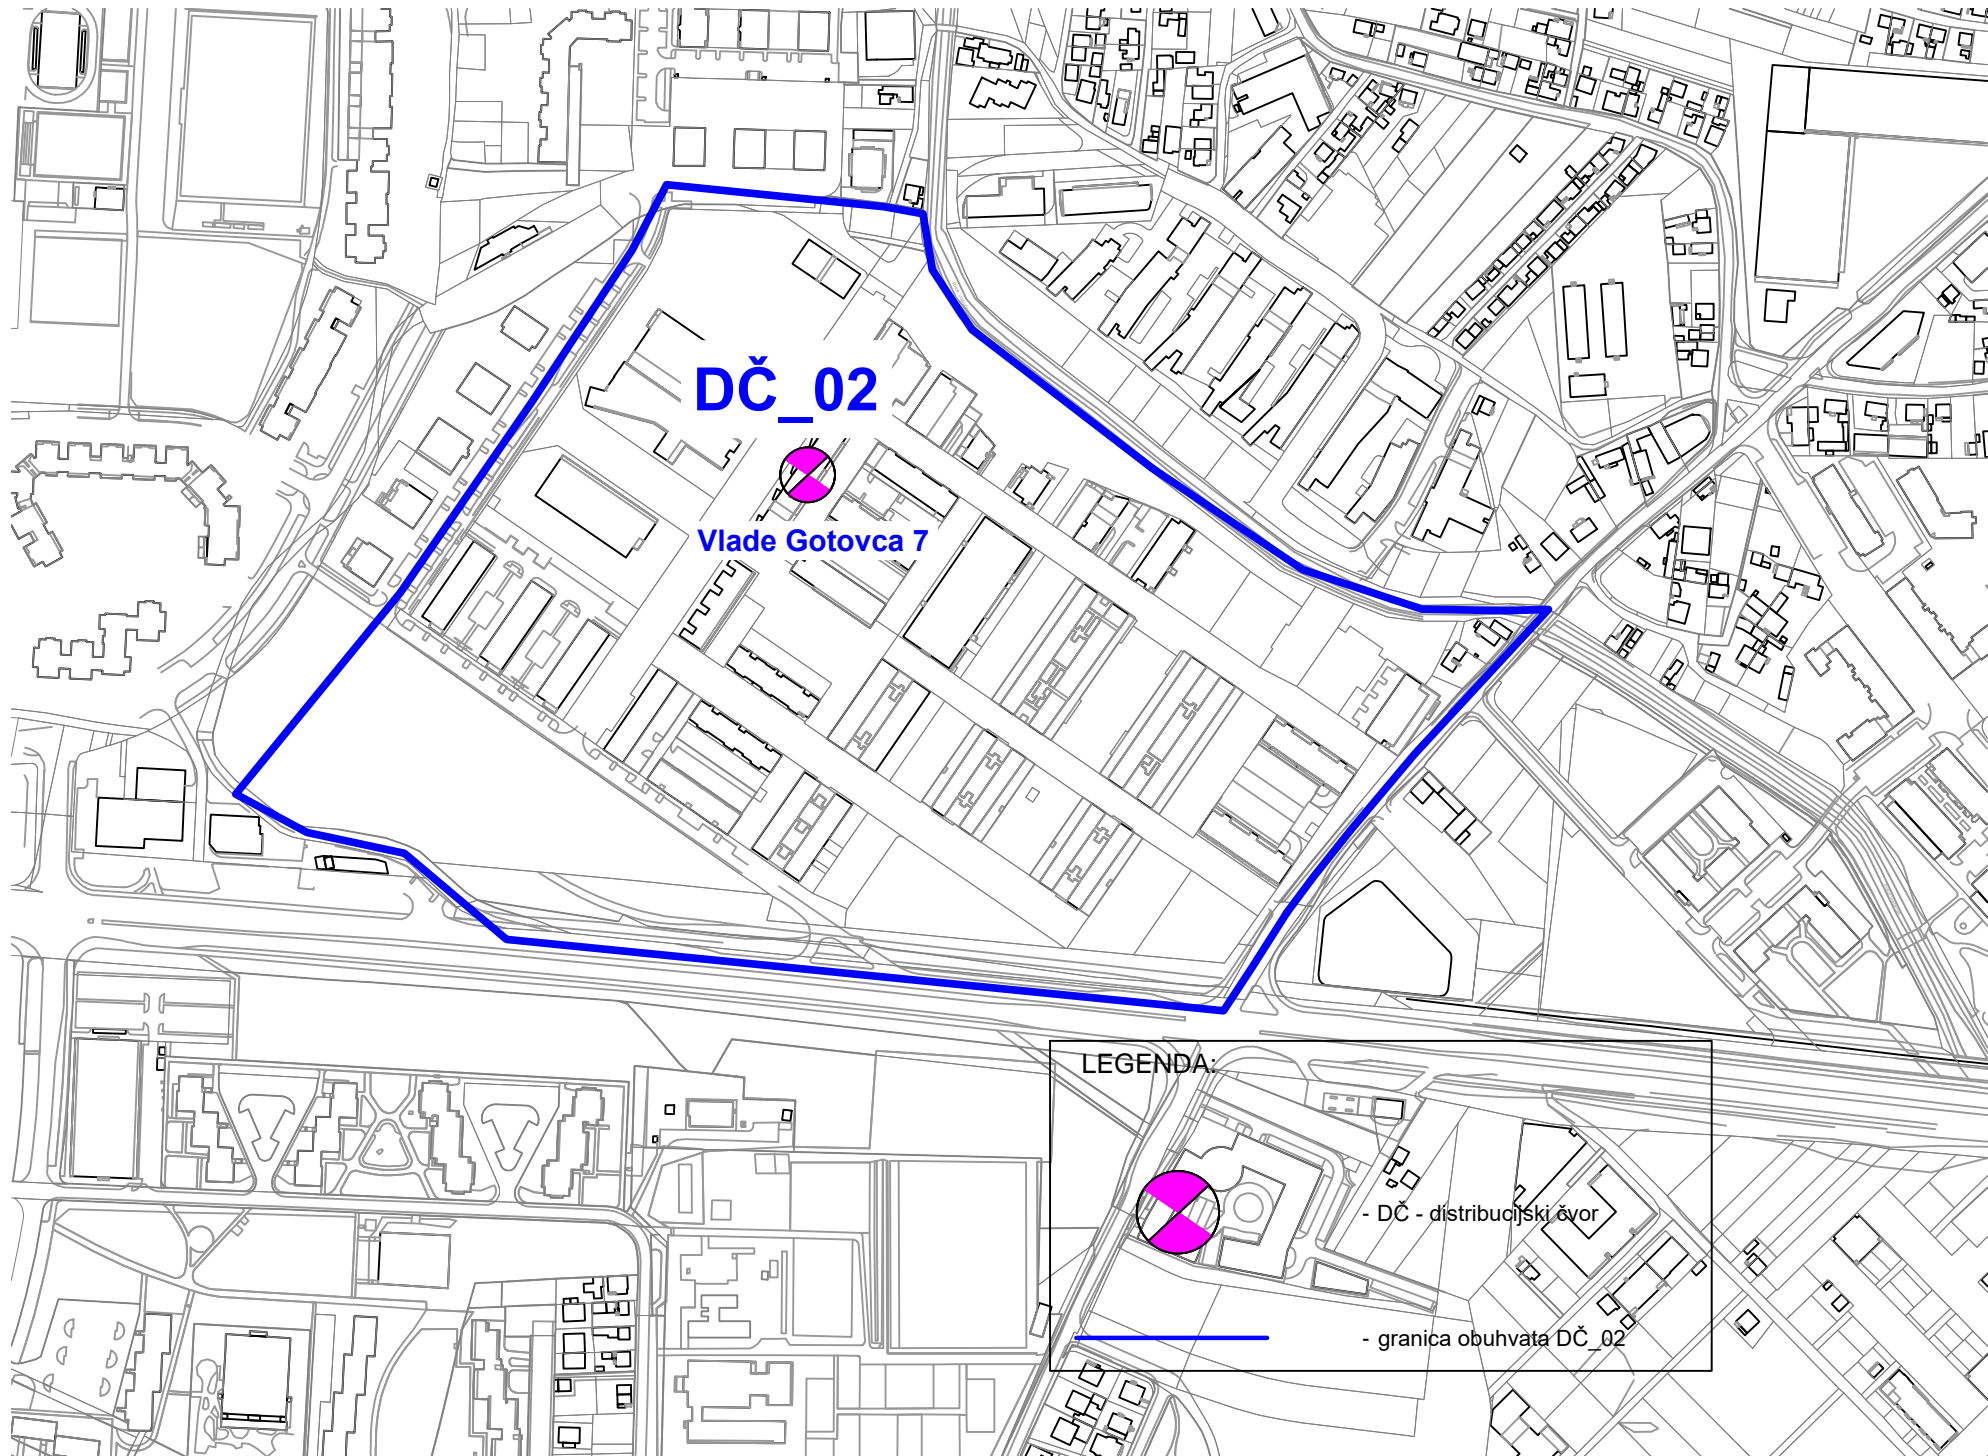 DČ_02
Vlade Gotovca 7
LEGENDA:
- DČ - distribucijski čvor
- granica obuhvata DČ_02